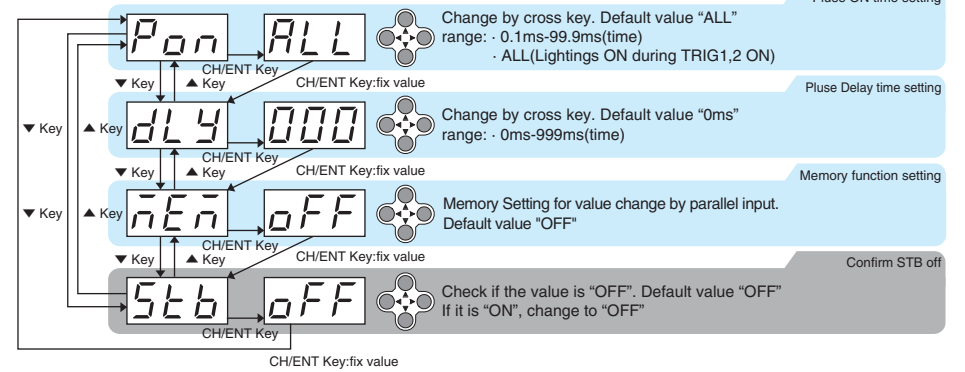 Pluse ON time setting
Pon ALL
Change by cross key. Default value “ALL”
range: · 0.1ms-99.9ms(time)
· ALL(Lightings ON during TRIG1,2 ON)
CH/ENT Key
▼ Key ▲ Key
CH/ENT Key:fix value
Pluse Delay time setting
▼ Key ▲ Key
dLY 000
Change by cross key. Default value “0ms”
range: · 0ms-999ms(time)
CH/ENT Key
▼ Key ▲ Key
CH/ENT Key:fix value
Memory function setting
▼ Key ▲ Key
mEm oFF
Memory Setting for value change by parallel input.
Default value "OFF"
CH/ENT Key
▼ Key ▲ Key
CH/ENT Key:fix value
Confirm STB off
Stb oFF
Check if the value is “OFF”. Default value “OFF”
If it is “ON”, change to “OFF”
CH/ENT Key
CH/ENT Key:fix value